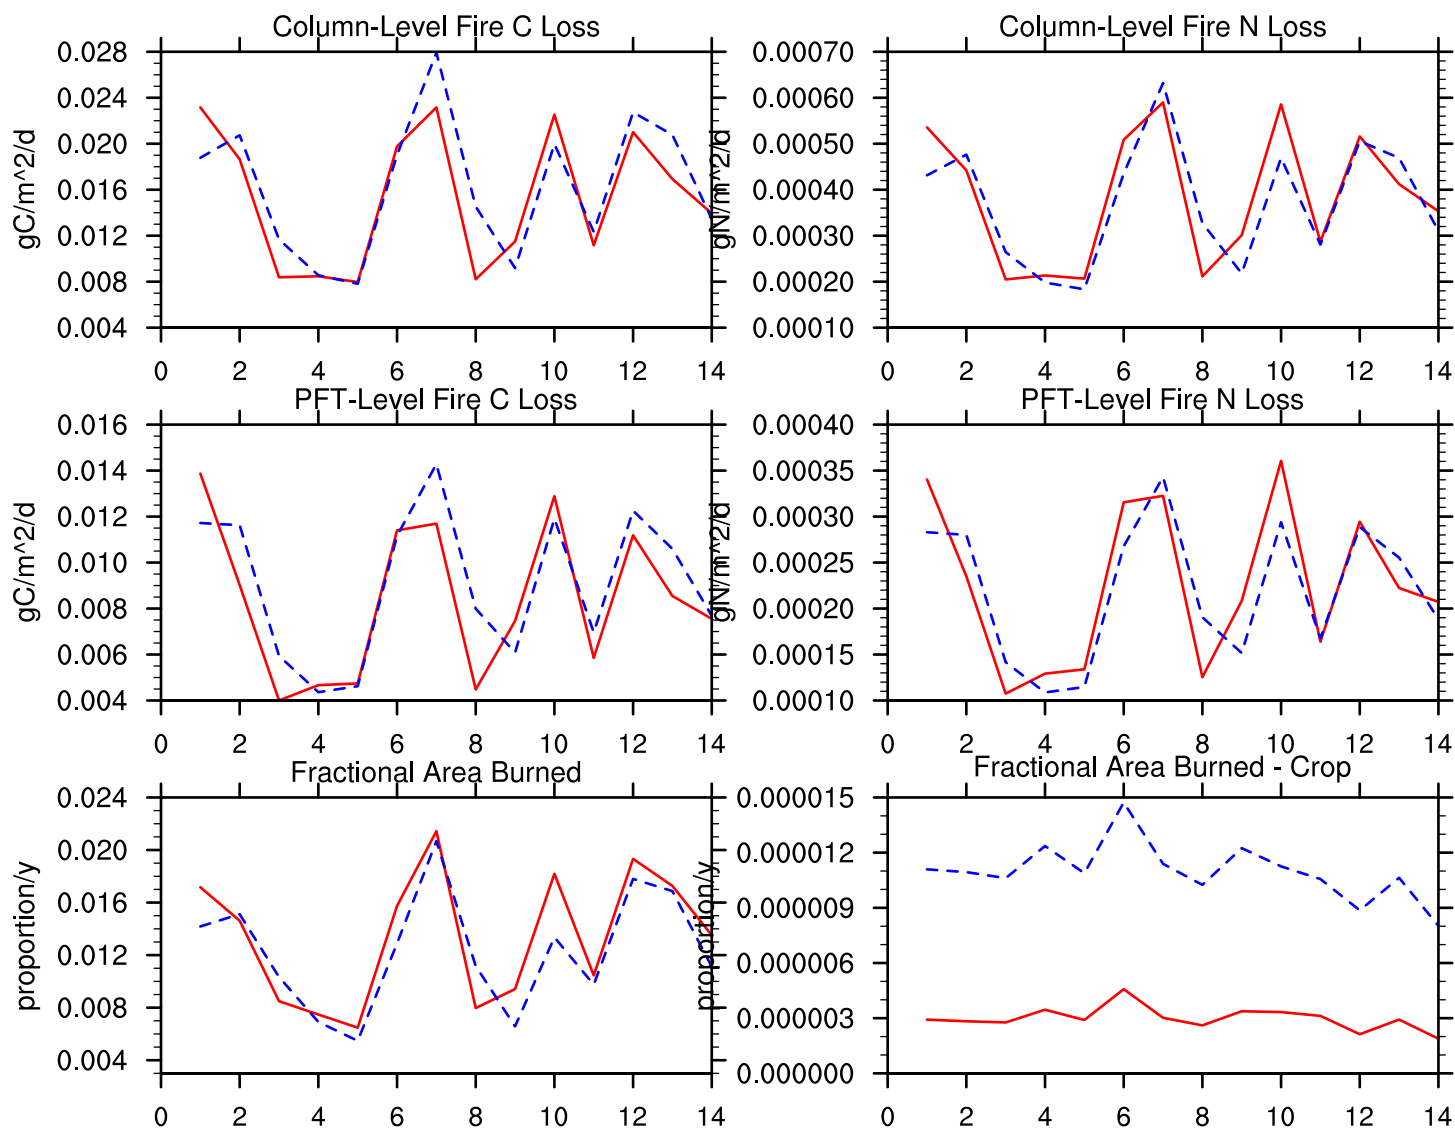 Column-Level Fire C Loss
0.028
0.024
0.020
0.016
0.012
0.008
0.004
gC/m^2/d
0 2 4 6 8 10 12 14
Column-Level Fire N Loss
0.00070
0.00060
0.00050
0.00040
0.00030
0.00020
0.00010
gN/m^2/d
0 2 4 6 8 10 12 14
PFT-Level Fire C Loss
0.016
0.014
0.012
0.010
0.008
0.006
0.004
gC/m^2/d
0 2 4 6 8 10 12 14
PFT-Level Fire N Loss
0.00040
0.00035
0.00030
0.00025
0.00020
0.00015
0.00010
gN/m^2/d
0 2 4 6 8 10 12 14
Fractional Area Burned
0.024
0.020
0.016
0.012
0.008
0.004
proportion/y
0 2 4 6 8 10 12 14
Fractional Area Burned - Crop
0.000015
0.000012
0.000009
0.000006
0.000003
0.000000
proportion/y
0 2 4 6 8 10 12 14